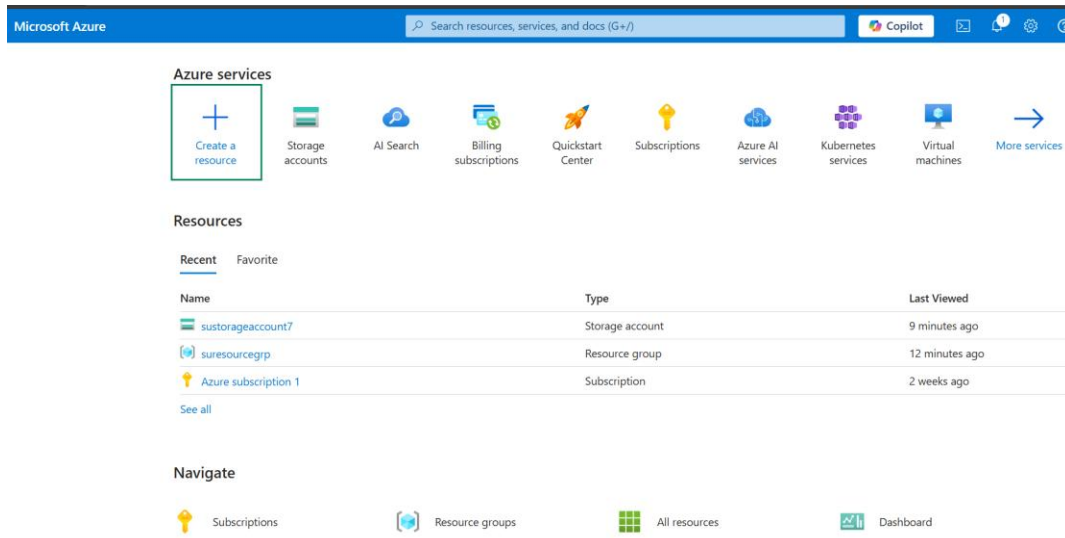 Microsoft Azure
Search resources, services, and docs (G+/)
Copilot
1
Azure services
Create a resource
Storage accounts
AI Search
Billing subscriptions
Quickstart Center
Subscriptions
Azure AI services
Kubernetes services
Virtual machines
More services
Resources
Recent Favorite
Name Type Last Viewed
sustorageaccount7 Storage account 9 minutes ago
suresourcegrp Resource group 12 minutes ago
Azure subscription 1 Subscription 2 weeks ago
See all
Navigate
Subscriptions Resource groups All resources Dashboard